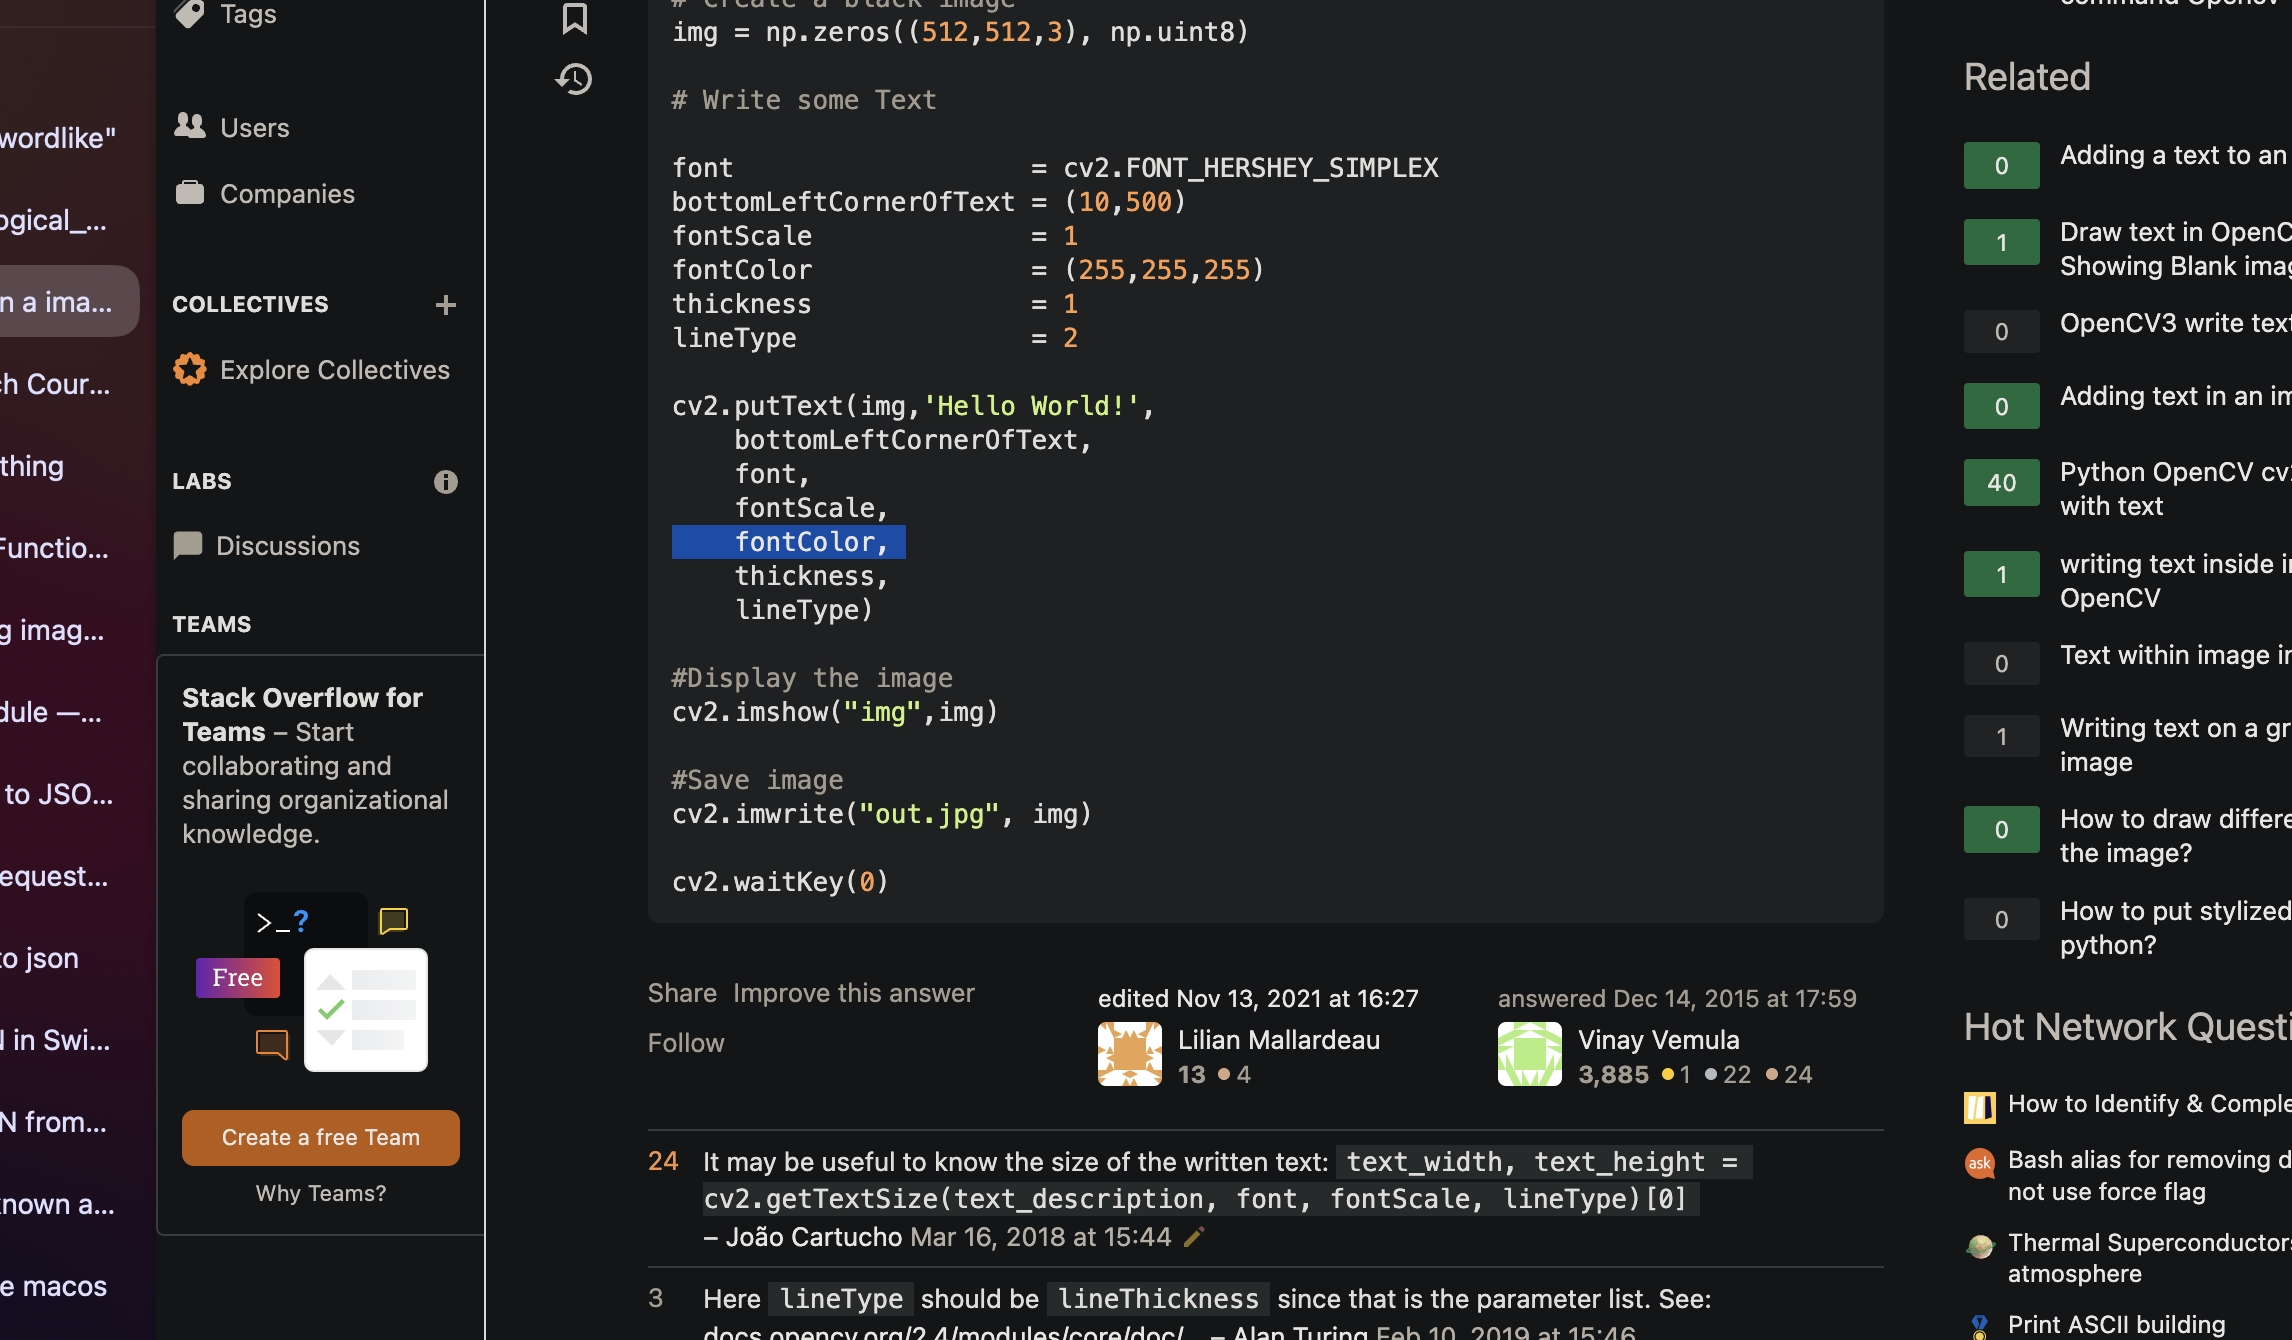 wordlike"
ogical_...
n a ima...
ch Cour...
thing
Functio...
g imag...
dule —...
to JSO...
equest...
to json
in Swi...
N from...
known a...
e macos
Tags
Users
Companies
COLLECTIVES
Explore Collectives
LABS
Discussions
TEAMS
Stack Overflow for
Teams – Start
collaborating and
sharing organizational
knowledge.
>_?
Free
Create a free Team
Why Teams?
# Create a black image
img = np.zeros((512,512,3), np.uint8)
# Write some Text
font = cv2.FONT_HERSHEY_SIMPLEX
bottomLeftCornerOfText = (10,500)
fontScale = 1
fontColor = (255,255,255)
thickness = 1
lineType = 2
cv2.putText(img,'Hello World!',
bottomLeftCornerOfText,
font,
fontScale,
fontColor,
thickness,
lineType)
#Display the image
cv2.imshow("img",img)
#Save image
cv2.imwrite("out.jpg", img)
cv2.waitKey(0)
Share Improve this answer
Follow
edited Nov 13, 2021 at 16:27
Lilian Mallardeau
13 4
answered Dec 14, 2015 at 17:59
Vinay Vemula
3,885 1 22 24
24 It may be useful to know the size of the written text: text_width, text_height =
cv2.getTextSize(text_description, font, fontScale, lineType)[0]
– João Cartucho Mar 16, 2018 at 15:44
3 Here lineType should be lineThickness since that is the parameter list. See:
docs.opencv.org/2.4/modules/core/doc/... – Alan Turing Feb 10, 2019 at 15:46
command Opencv
Related
0 Adding a text to an
1 Draw text in OpenC
Showing Blank imag
0 OpenCV3 write text
0 Adding text in an im
40 Python OpenCV cv2
with text
1 writing text inside i
OpenCV
0 Text within image i
1 Writing text on a gr
image
0 How to draw differe
the image?
0 How to put stylized
python?
Hot Network Questi
How to Identify & Comple
ask Bash alias for removing d
not use force flag
Thermal Superconductors
atmosphere
Print ASCII building